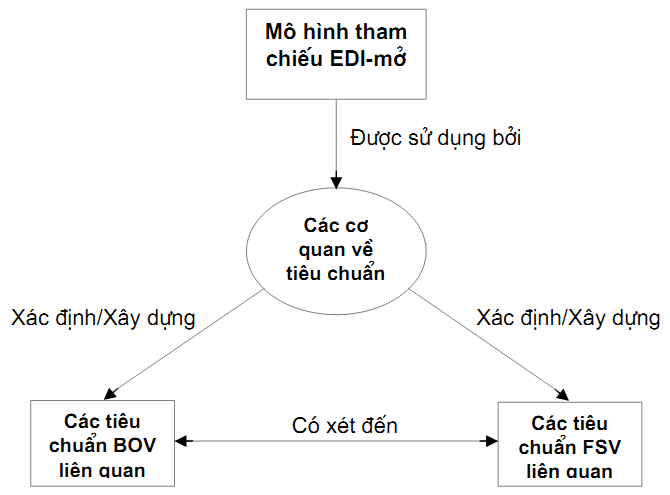 Mô hình tham
chiếu EDI-mở
Được sử dụng bởi
Các cơ
quan về
tiêu chuẩn
Xác định/Xây dựng
Xác định/Xây dựng
Các tiêu
chuẩn BOV
liên quan
Có xét đến
Các tiêu
chuẩn FSV
liên quan